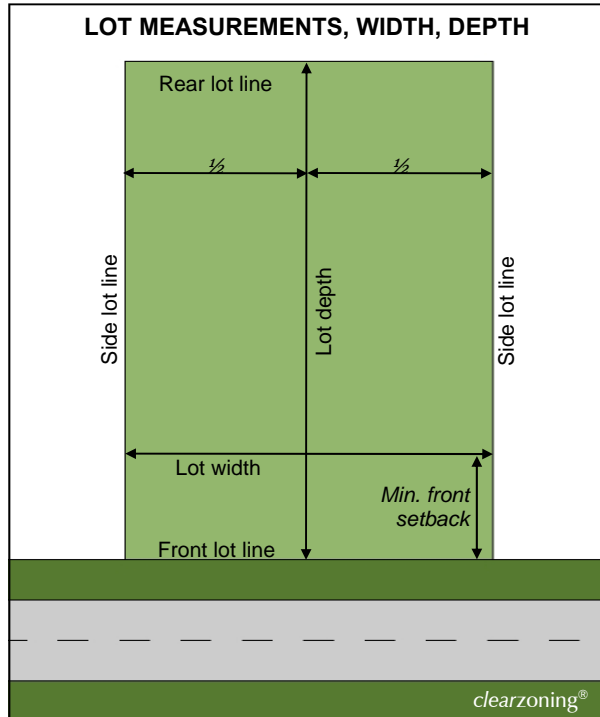 LOT MEASUREMENTS, WIDTH, DEPTH
Rear lot line
½
½
Side lot line
Lot depth
Side lot line
Lot width
Min. front
setback
Front lot line
clearzoning®